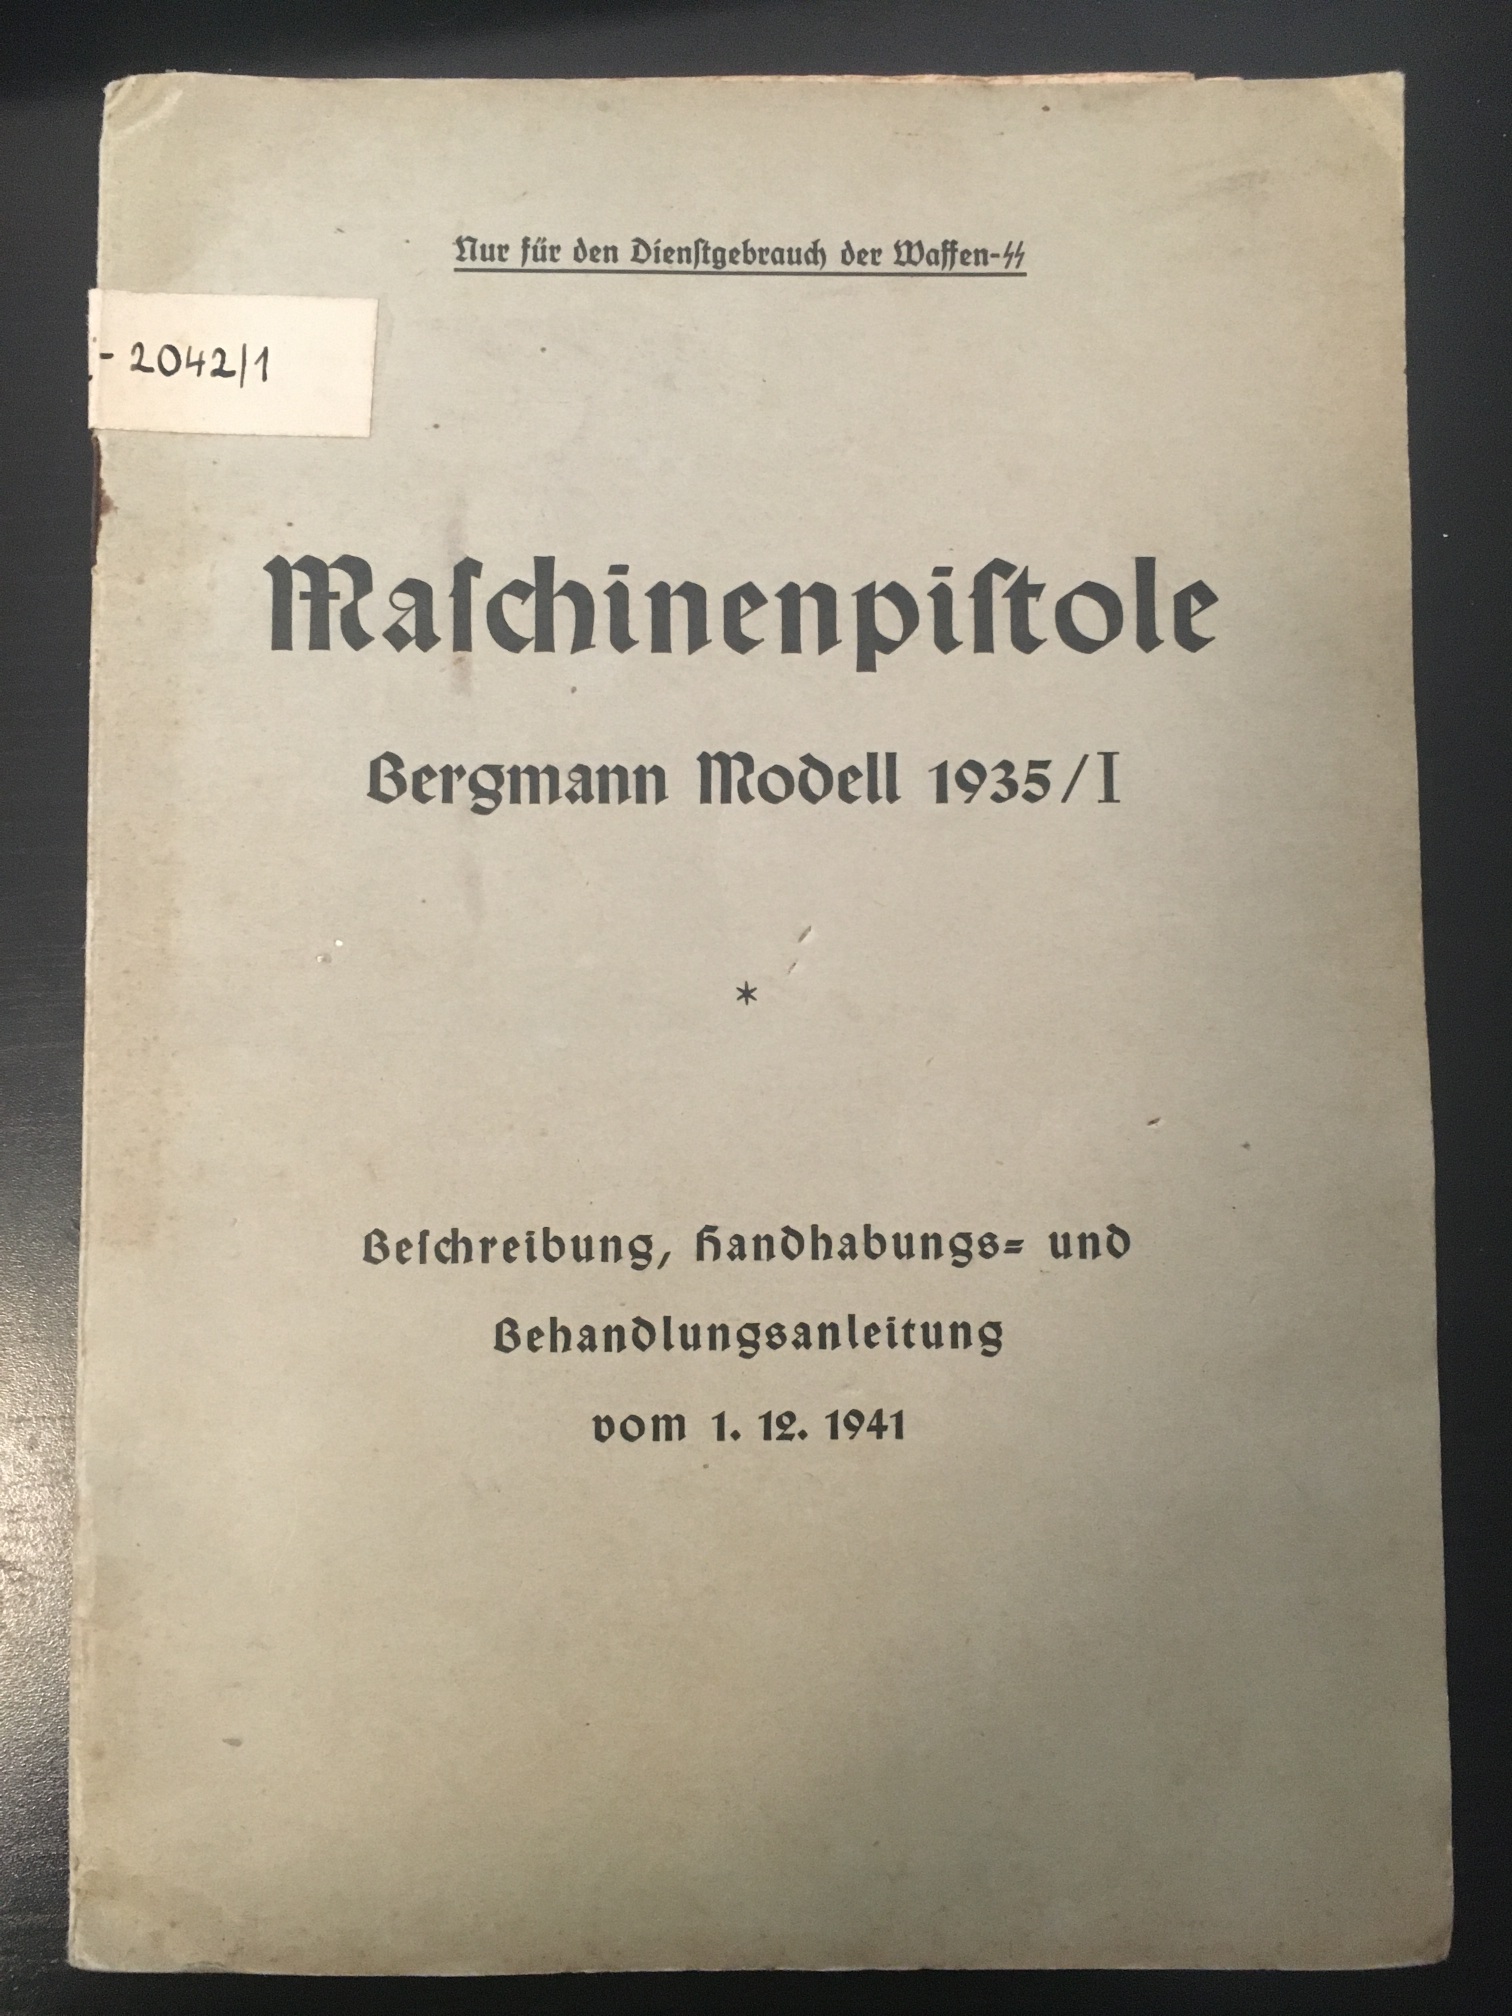 Nur für den Dienſtgebrauch der Waffen-ϟϟ
- 2042/1
Maſchinenpiſtole
Bergmann Modell 1935/I
*
Beſchreibung, Handhabungs= und
Behandlungsanleitung
vom 1. 12. 1941